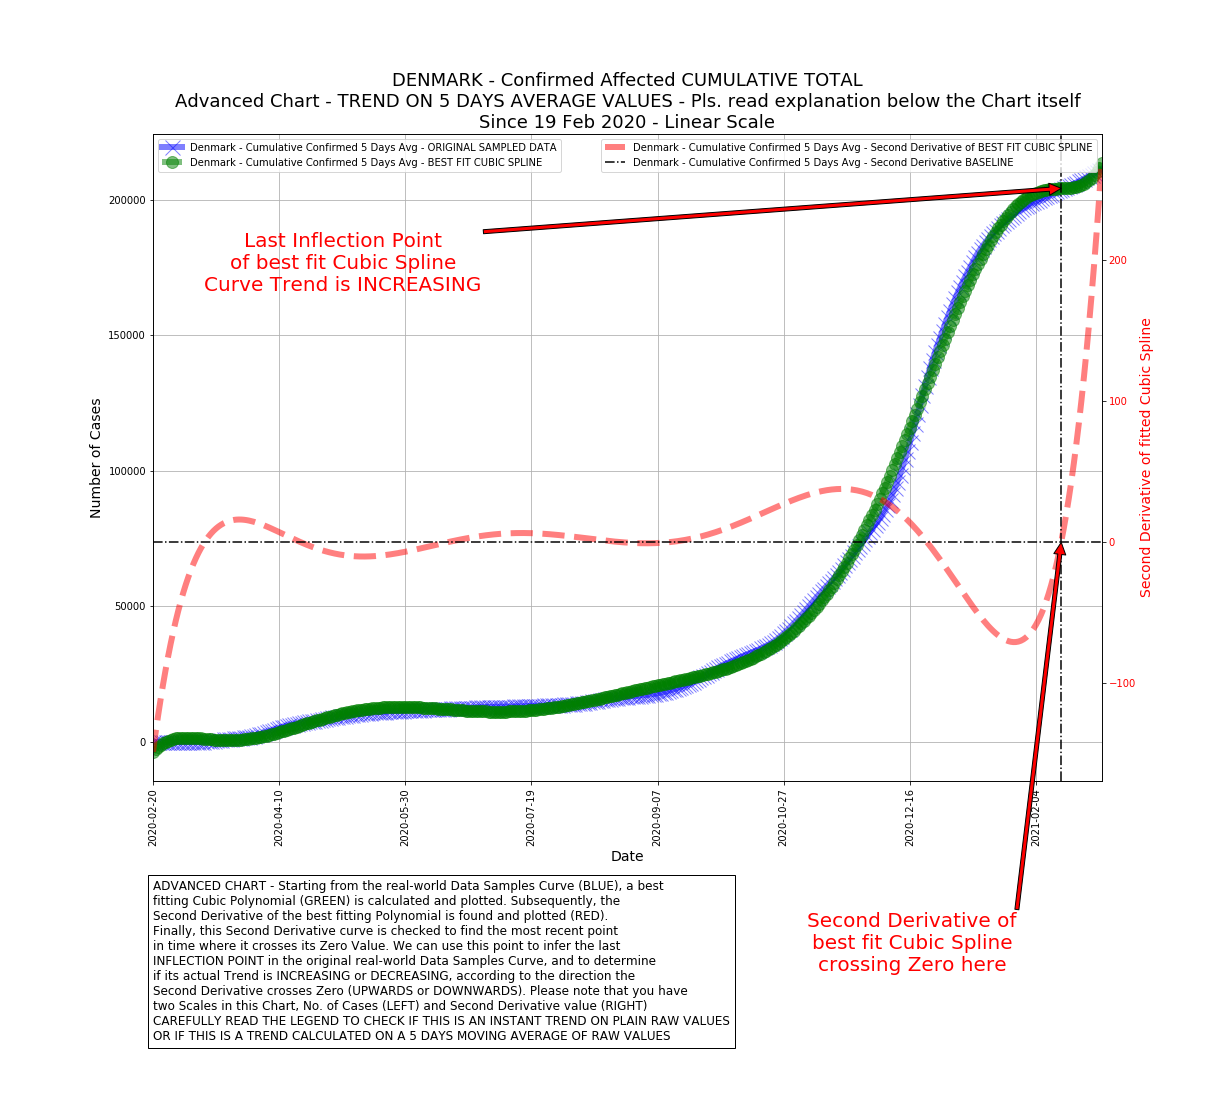 DENMARK - Confirmed Affected CUMULATIVE TOTAL
Advanced Chart - TREND ON 5 DAYS AVERAGE VALUES - Pls. read explanation below the Chart itself
Since 19 Feb 2020 - Linear Scale
Denmark - Cumulative Confirmed 5 Days Avg - ORIGINAL SAMPLED DATA
Denmark - Cumulative Confirmed 5 Days Avg - BEST FIT CUBIC SPLINE
Denmark - Cumulative Confirmed 5 Days Avg - Second Derivative of BEST FIT CUBIC SPLINE
Denmark - Cumulative Confirmed 5 Days Avg - Second Derivative BASELINE
Last Inflection Point
of best fit Cubic Spline
Curve Trend is INCREASING
Number of Cases
200000
150000
100000
50000
0
200
100
0
−100
Second Derivative of fitted Cubic Spline
2020-02-20
2020-04-10
2020-05-30
2020-07-19
2020-09-07
2020-10-27
2020-12-16
2021-02-04
Date
ADVANCED CHART - Starting from the real-world Data Samples Curve (BLUE), a best
fitting Cubic Polynomial (GREEN) is calculated and plotted. Subsequently, the
Second Derivative of the best fitting Polynomial is found and plotted (RED).
Finally, this Second Derivative curve is checked to find the most recent point
in time where it crosses its Zero Value. We can use this point to infer the last
INFLECTION POINT in the original real-world Data Samples Curve, and to determine
if its actual Trend is INCREASING or DECREASING, according to the direction the
Second Derivative crosses Zero (UPWARDS or DOWNWARDS). Please note that you have
two Scales in this Chart, No. of Cases (LEFT) and Second Derivative value (RIGHT)
CAREFULLY READ THE LEGEND TO CHECK IF THIS IS AN INSTANT TREND ON PLAIN RAW VALUES
OR IF THIS IS A TREND CALCULATED ON A 5 DAYS MOVING AVERAGE OF RAW VALUES
Second Derivative of
best fit Cubic Spline
crossing Zero here